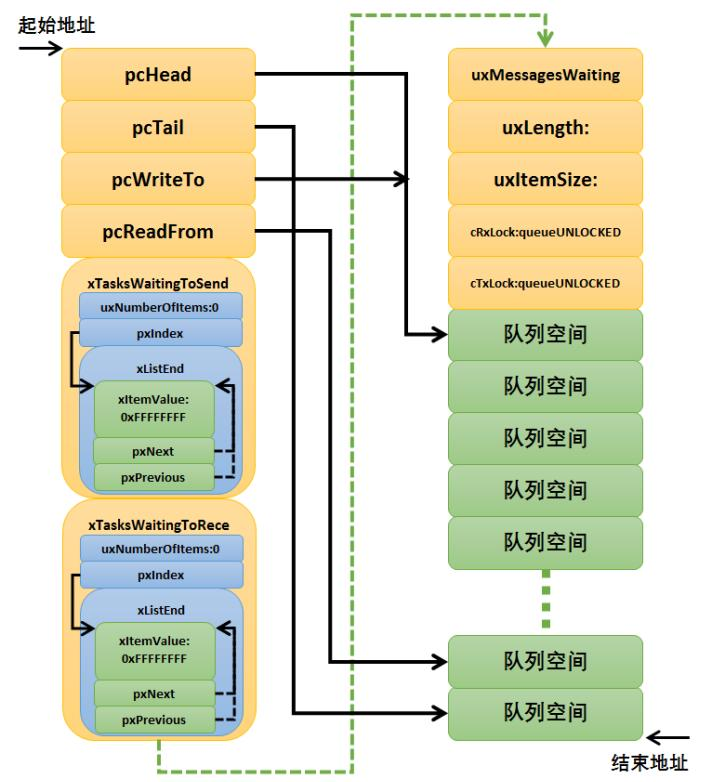 起始地址
pcHead
pcTail
pcWriteTo
pcReadFrom
xTasksWaitingToSend
uxNumberOfItems:0
pxIndex
xListEnd
xItemValue:
0xFFFFFFFF
pxNext
pxPrevious
xTasksWaitingToRece
uxNumberOfItems:0
pxIndex
xListEnd
xItemValue:
0xFFFFFFFF
pxNext
pxPrevious
uxMessagesWaiting
uxLength:
uxItemSize:
cRxLock:queueUNLOCKED
cTxLock:queueUNLOCKED
队列空间
队列空间
队列空间
队列空间
队列空间
队列空间
队列空间
结束地址